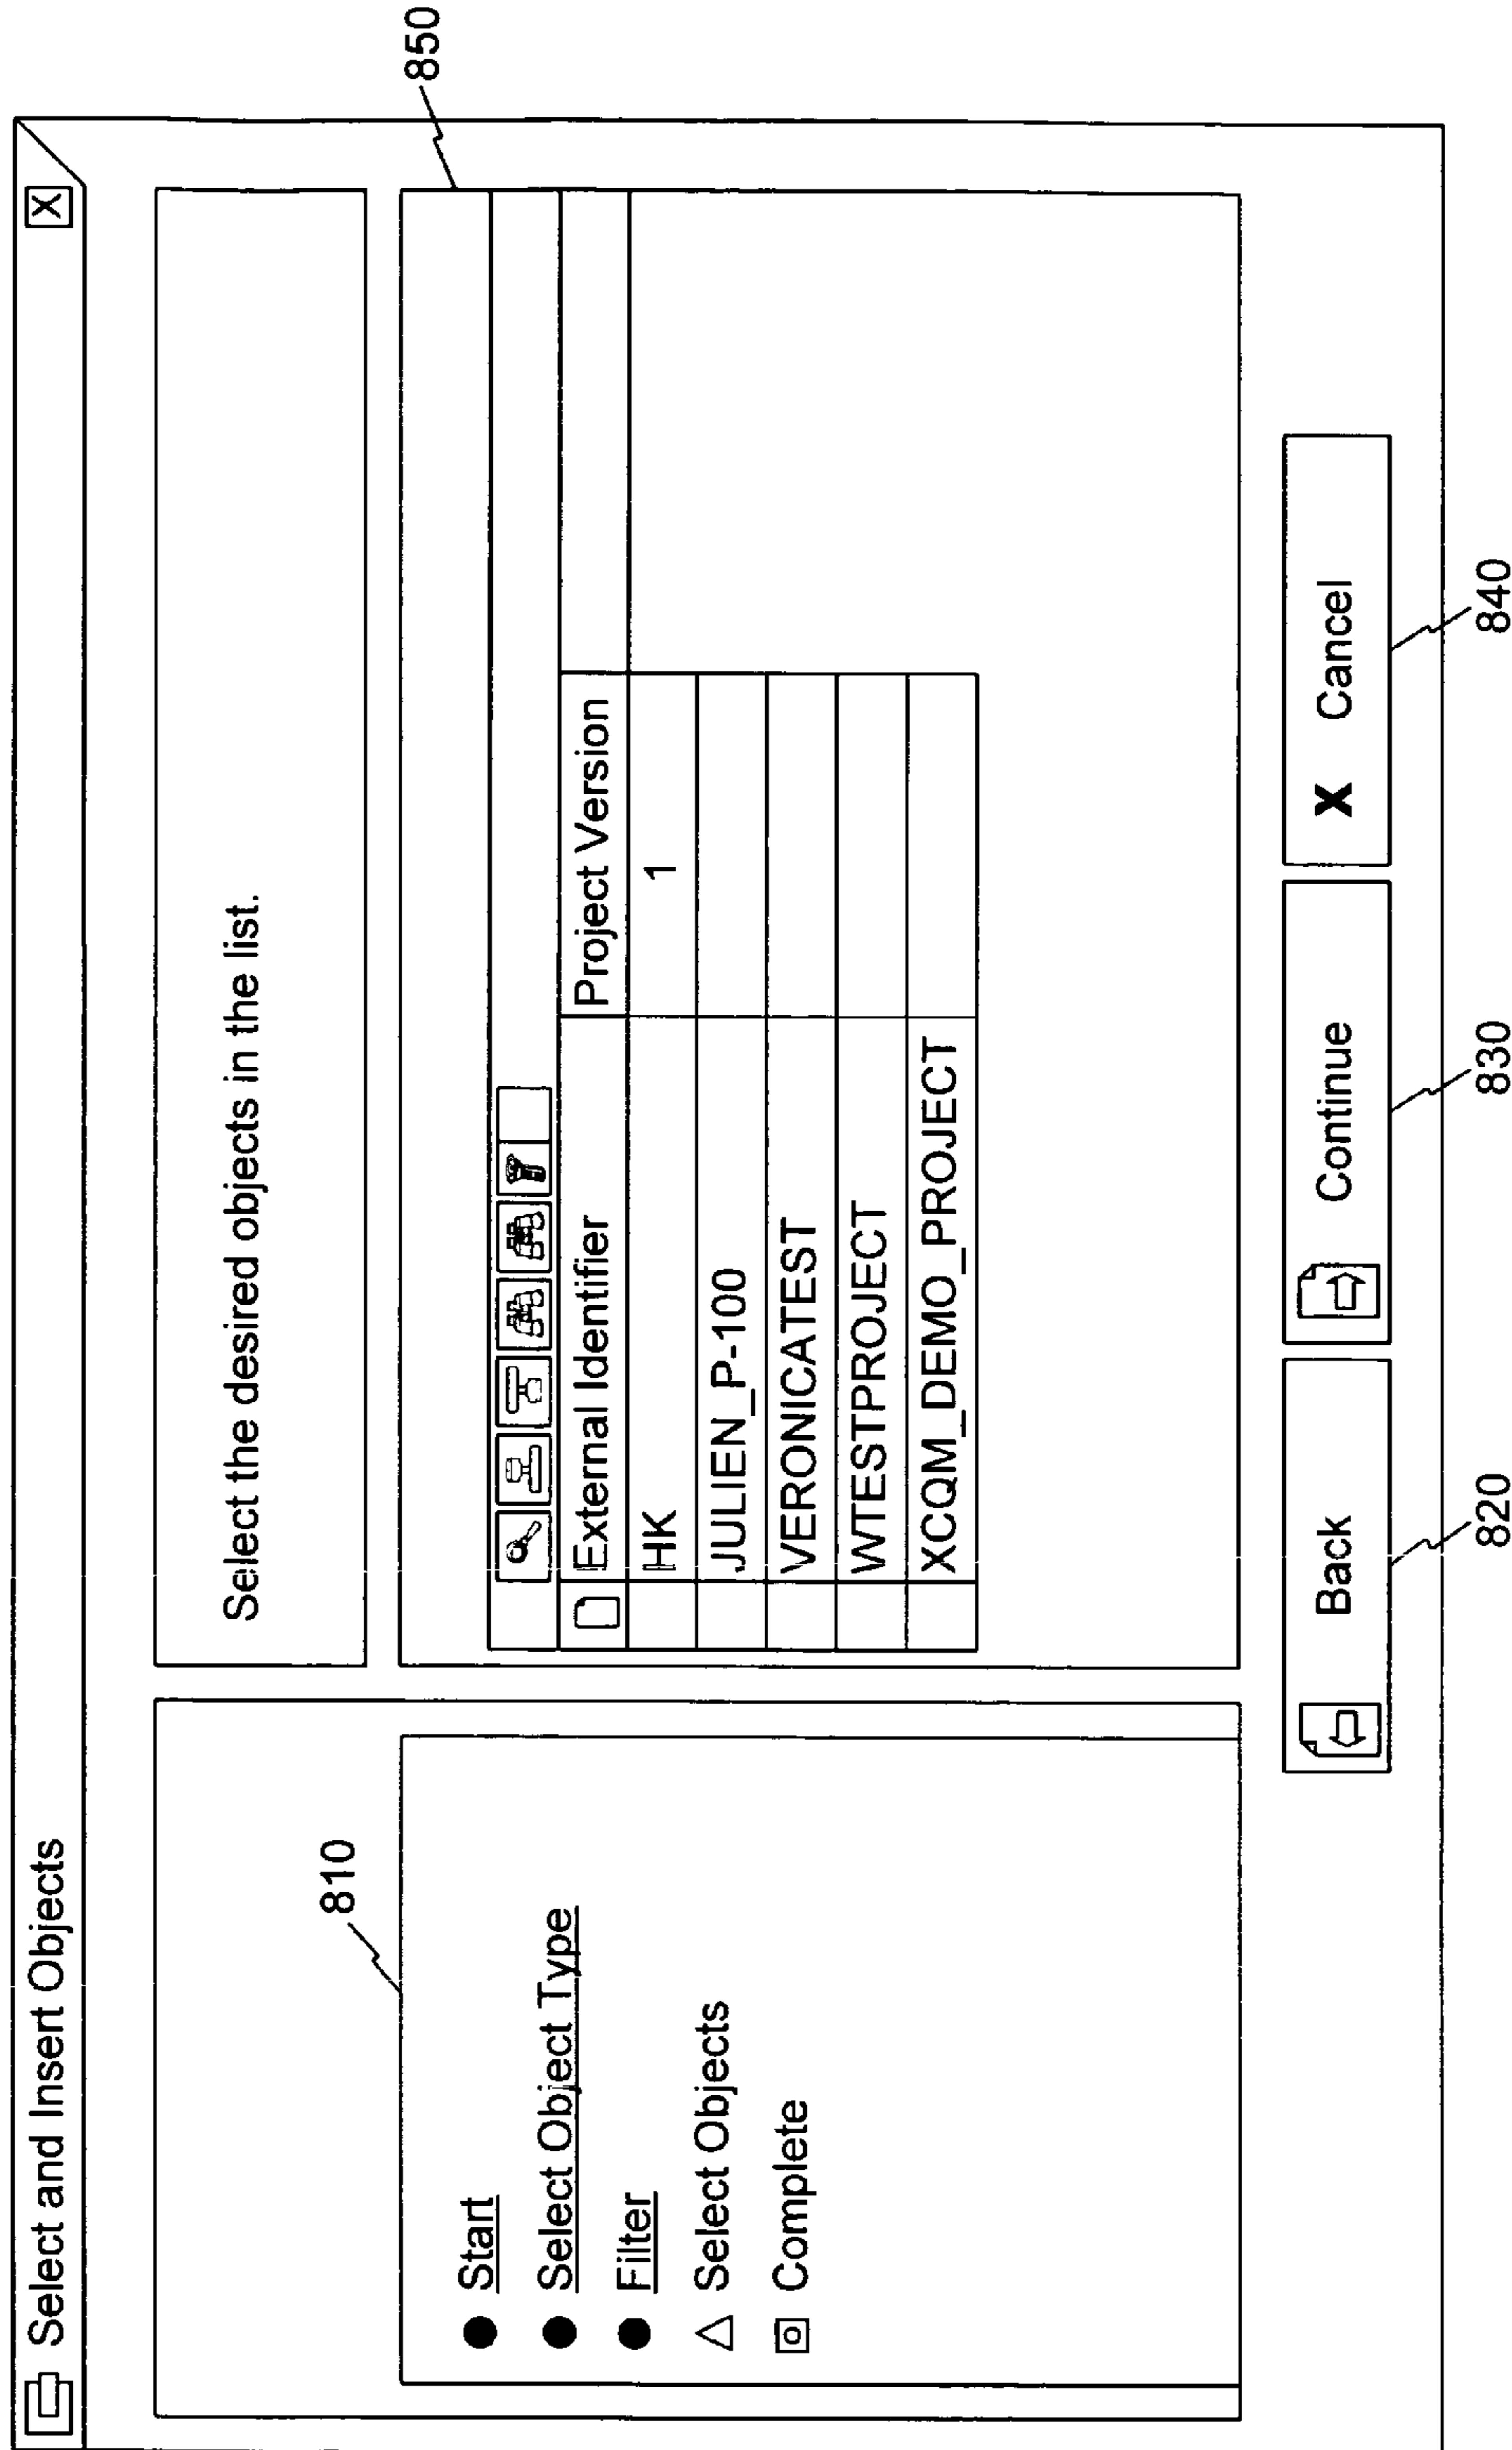 Select and Insert Objects
X
810
Start
Select Object Type
Filter
Select Objects
Complete
Select the desired objects in the list.
850
External Identifier Project Version
HK 1
JULIEN_P-100
VERONICATEST
WTESTPROJECT
XCQM_DEMO_PROJECT
Back
Continue
X Cancel
820
830
840